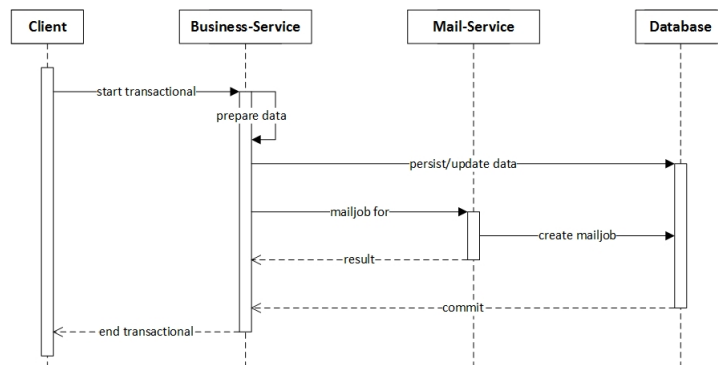 Client
Business-Service
Mail-Service
Database
start transactional
prepare data
persist/update data
mailjob for
create mailjob
result
commit
end transactional